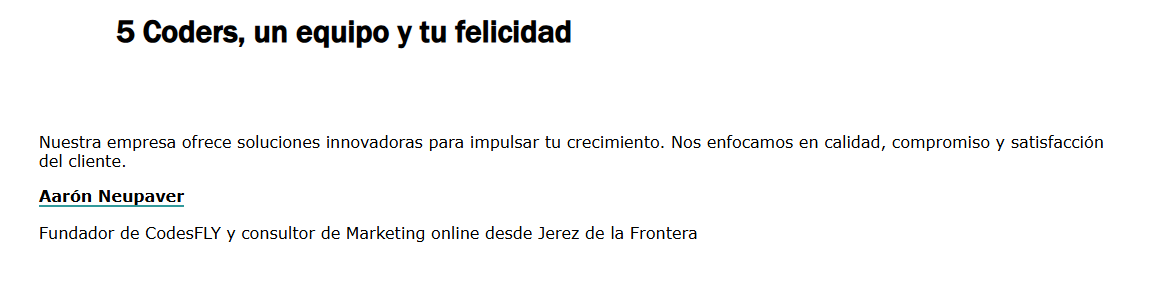 5 Coders, un equipo y tu felicidad
Nuestra empresa ofrece soluciones innovadoras para impulsar tu crecimiento. Nos enfocamos en calidad, compromiso y satisfacción
del cliente.
Aarón Neupaver
Fundador de CodesFLY y consultor de Marketing online desde Jerez de la Frontera